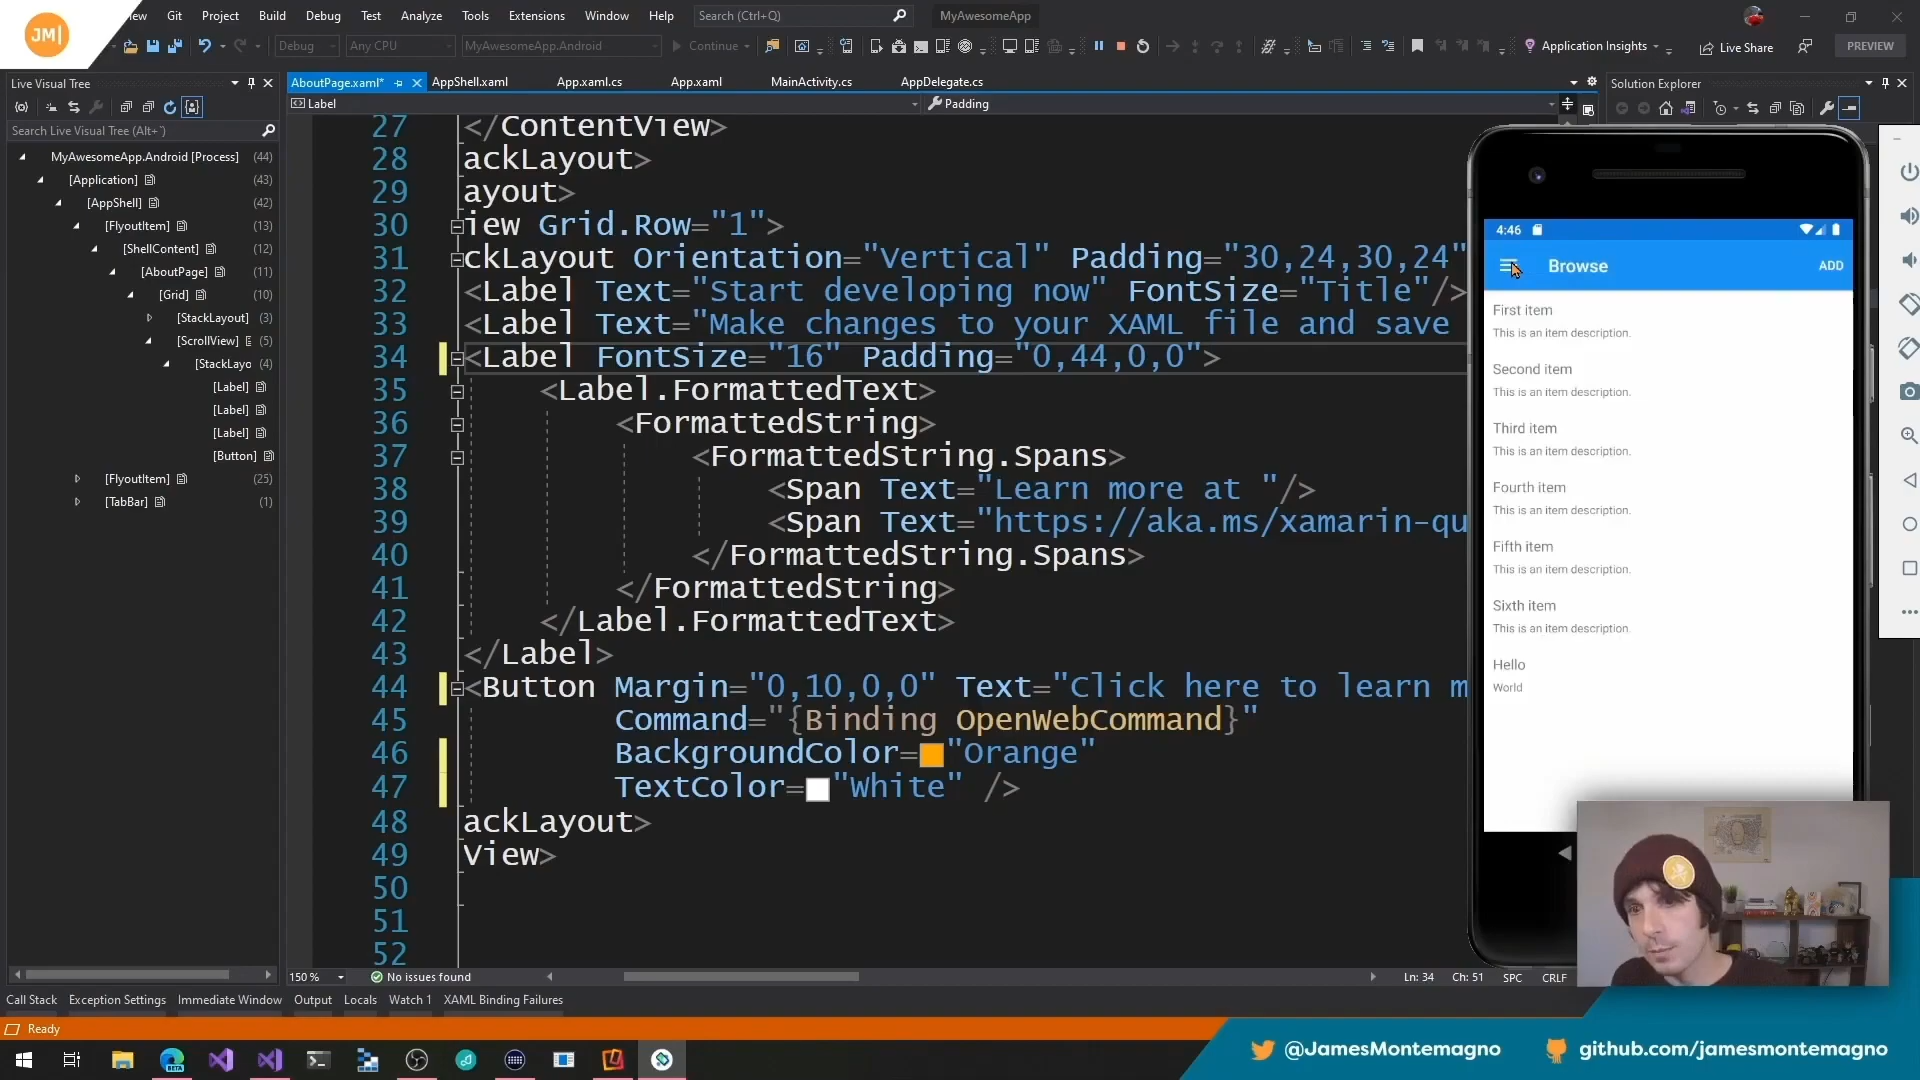 JM|
iew Git Project Build Debug Test Analyze Tools Extensions Window Help Search (Ctrl+Q) MyAwesomeApp
Debug Any CPU MyAwesomeApp.Android Continue Application Insights Live Share PREVIEW
Live Visual Tree
AboutPage.xaml* AppShell.xaml App.xaml.cs App.xaml MainActivity.cs AppDelegate.cs
Solution Explorer
Label Padding
Search Live Visual Tree (Alt+`)
MyAwesomeApp.Android [Process] (44)
[Application] (43)
[AppShell] (42)
[FlyoutItem] (13)
[ShellContent] (12)
[AboutPage] (11)
[Grid] (10)
[StackLayout] (3)
[ScrollView] (5)
[StackLayo (4)
[Label]
[Label]
[Label]
[Button]
[FlyoutItem] (25)
[TabBar] (1)
27 </ContentView>
28 ackLayout>
29 ayout>
30 iew Grid.Row="1">
31 ckLayout Orientation="Vertical" Padding="30,24,30,24"
32 <Label Text="Start developing now" FontSize="Title"/>
33 <Label Text="Make changes to your XAML file and save
34 <Label FontSize="16" Padding="0,44,0,0">
35 <Label.FormattedText>
36 <FormattedString>
37 <FormattedString.Spans>
38 <Span Text="Learn more at "/>
39 <Span Text="https://aka.ms/xamarin-qu
40 </FormattedString.Spans>
41 </FormattedString>
42 </Label.FormattedText>
43 </Label>
44 <Button Margin="0,10,0,0" Text="Click here to learn m
45 Command="{Binding OpenWebCommand}"
46 BackgroundColor="Orange"
47 TextColor="White" />
48 ackLayout>
49 View>
50
51
52
4:46
Browse ADD
First item
This is an item description.
Second item
This is an item description.
Third item
This is an item description.
Fourth item
This is an item description.
Fifth item
This is an item description.
Sixth item
This is an item description.
Hello
World
150 % No issues found Ln: 34 Ch: 51 SPC CRLF
Call Stack Exception Settings Immediate Window Output Locals Watch 1 XAML Binding Failures
Ready
@JamesMontemagno github.com/jamesmontemagno